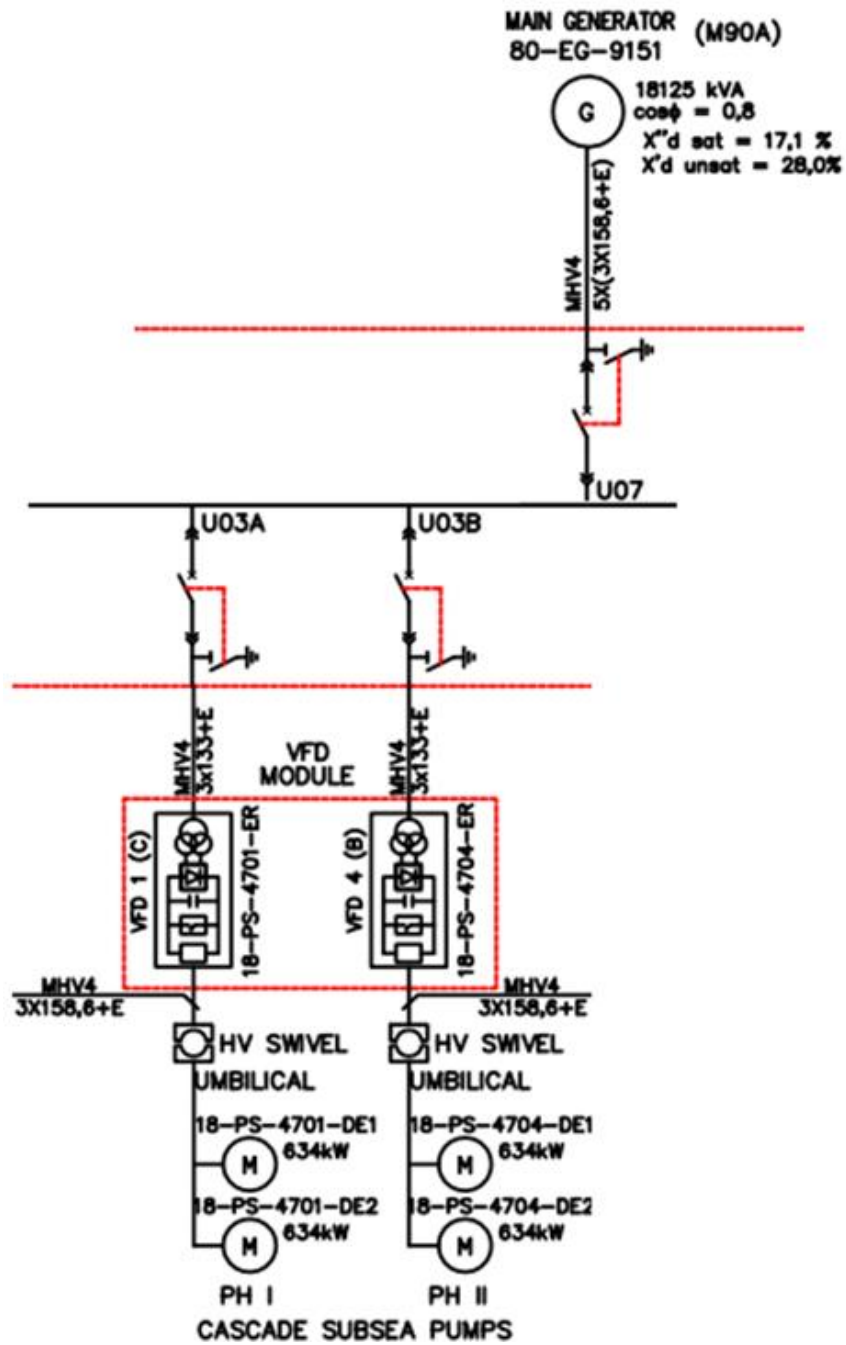 MAIN GENERATOR (M90A)
80-EG-9151
G
18125 kVA
cosϕ = 0,8
X"d sat = 17,1 %
X'd unsat = 28,0%
MHV4
5X(3X158,6+E)
U07
U03A
U03B
MHV4
3x133+E
VFD
MODULE
MHV4
3x133+E
VFD 1 (C)
18-PS-4701-ER
VFD 4 (B)
18-PS-4704-ER
MHV4
3X158,6+E
MHV4
3X158,6+E
HV SWIVEL
HV SWIVEL
UMBILICAL
UMBILICAL
18-PS-4701-DE1
634kW
M
18-PS-4704-DE1
634kW
M
18-PS-4701-DE2
634kW
M
18-PS-4704-DE2
634kW
M
PH I
PH II
CASCADE SUBSEA PUMPS